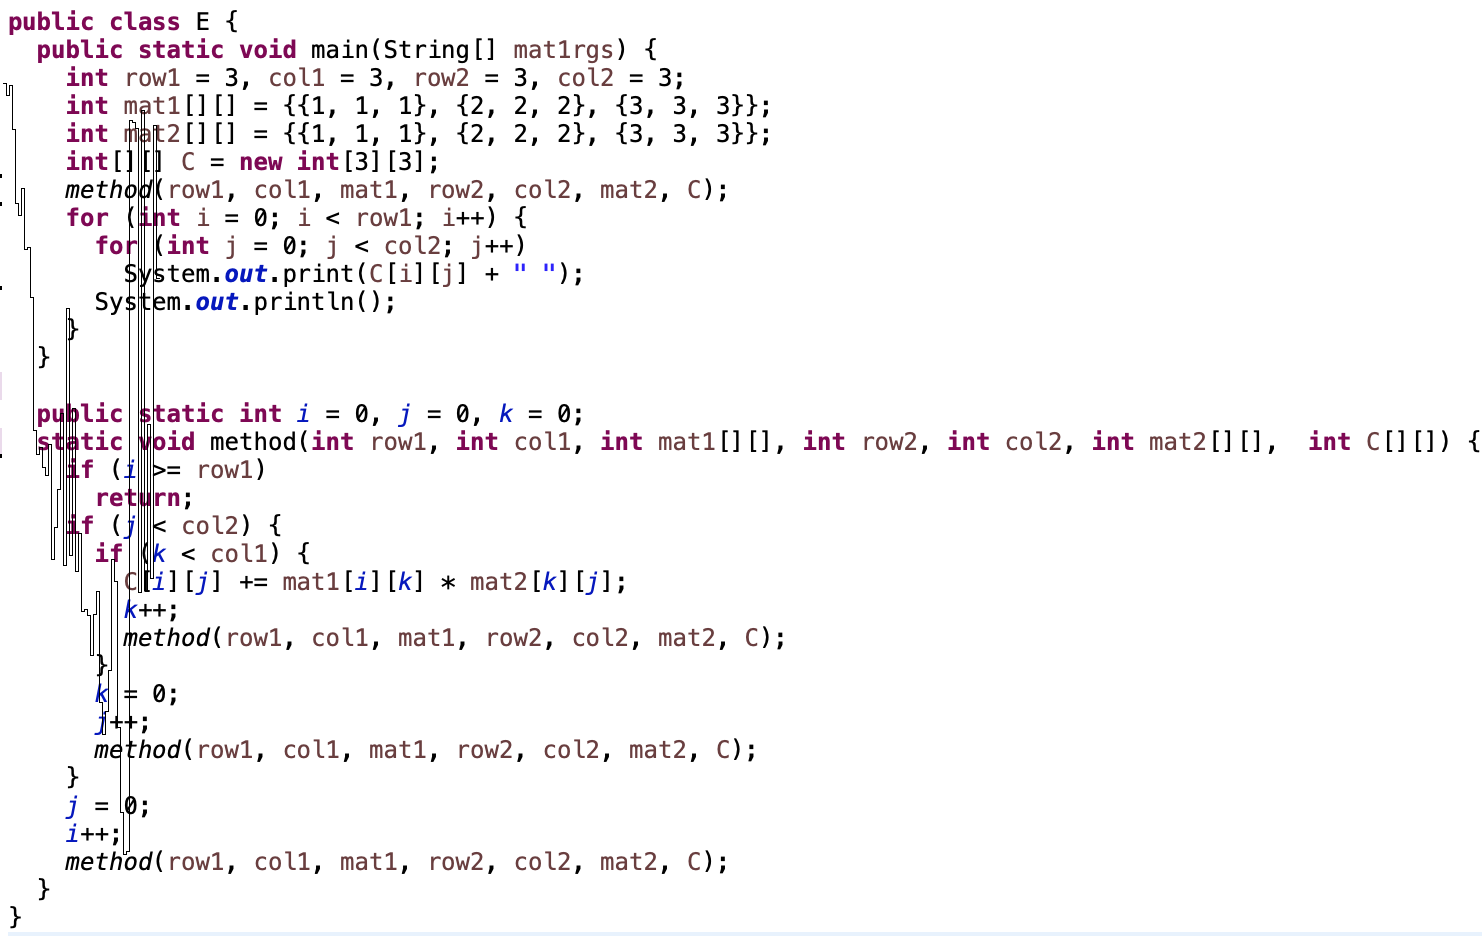 public class E {
  public static void main(String[] mat1rgs) {
    int row1 = 3, col1 = 3, row2 = 3, col2 = 3;
    int mat1[][] = {{1, 1, 1}, {2, 2, 2}, {3, 3, 3}};
    int mat2[][] = {{1, 1, 1}, {2, 2, 2}, {3, 3, 3}};
    int[][] C = new int[3][3];
    method(row1, col1, mat1, row2, col2, mat2, C);
    for (int i = 0; i < row1; i++) {
      for (int j = 0; j < col2; j++)
        System.out.print(C[i][j] + " ");
      System.out.println();
    }
  }
  public static int i = 0, j = 0, k = 0;
  static void method(int row1, int col1, int mat1[][], int row2, int col2, int mat2[][],  int C[][]) {
    if (i >= row1)
      return;
    if (j < col2) {
      if (k < col1) {
        C[i][j] += mat1[i][k] * mat2[k][j];
        k++;
        method(row1, col1, mat1, row2, col2, mat2, C);
      }
      k = 0;
      j++;
      method(row1, col1, mat1, row2, col2, mat2, C);
    }
    j = 0;
    i++;
    method(row1, col1, mat1, row2, col2, mat2, C);
  }
}